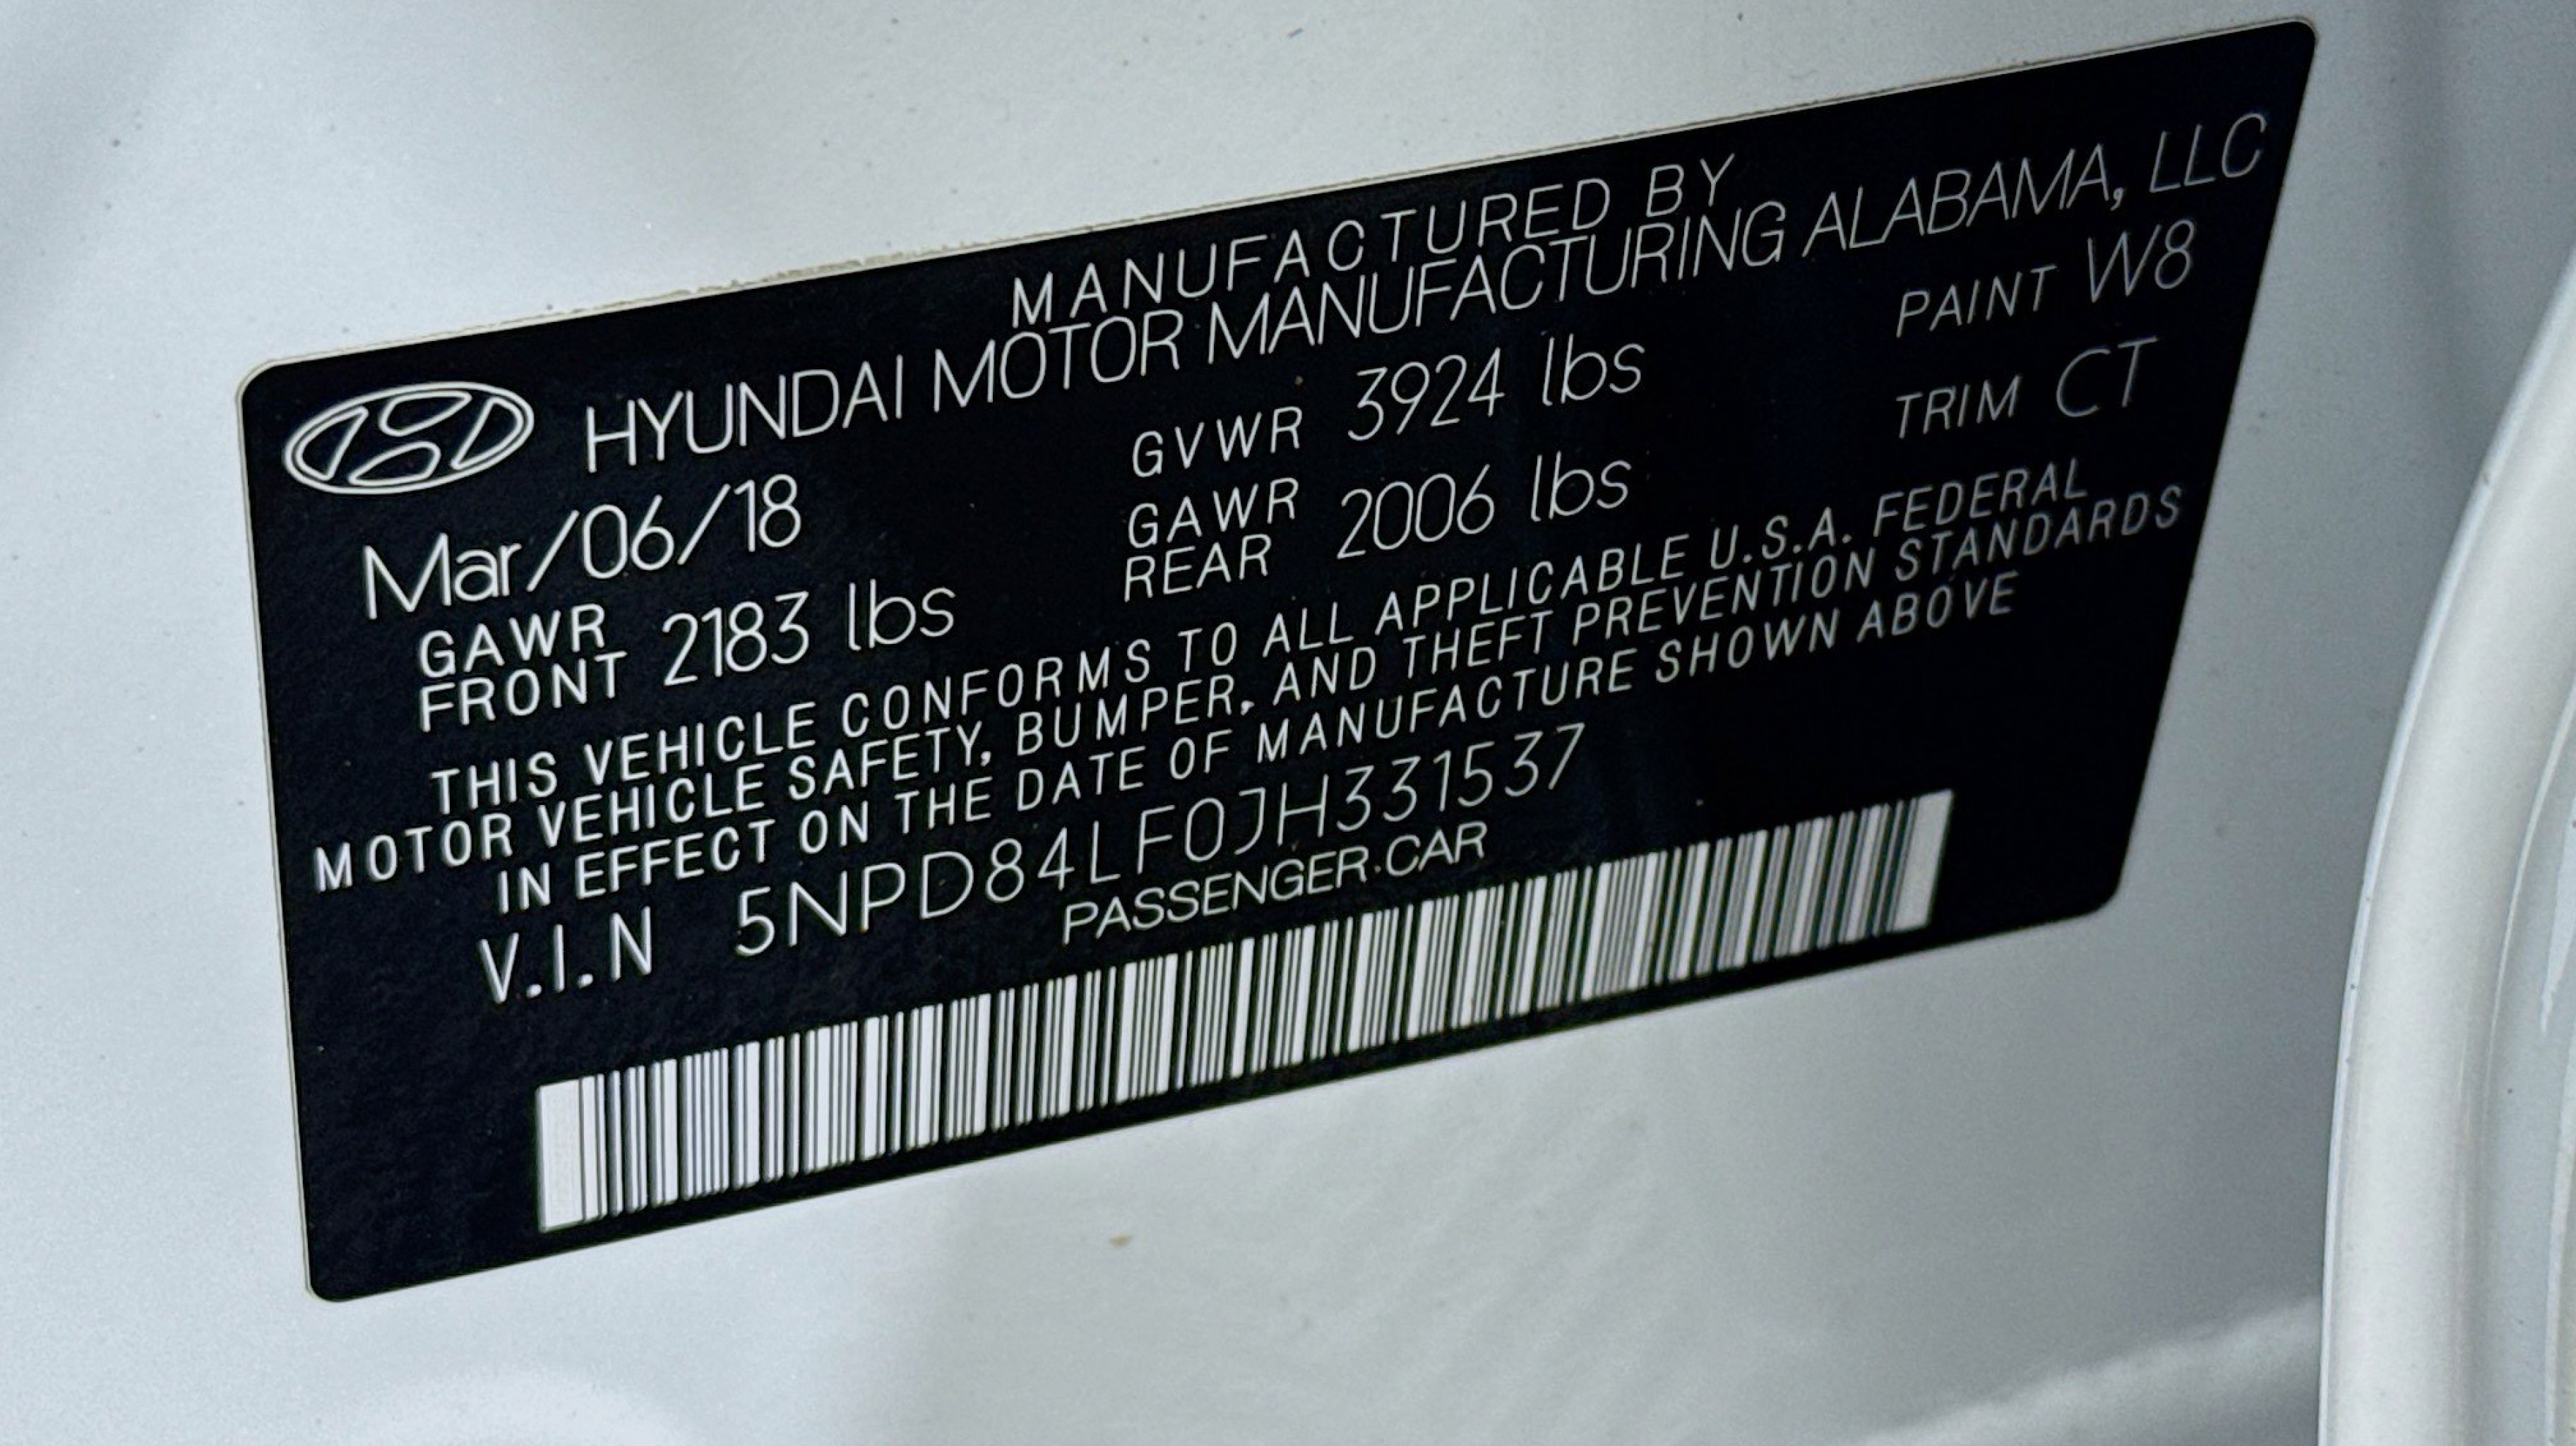 MANUFACTURED BY
HYUNDAI MOTOR MANUFACTURING ALABAMA, LLC
Mar/06/18 GVWR 3924 lbs PAINT W8
GAWR FRONT 2183 lbs GAWR REAR 2006 lbs TRIM CT
THIS VEHICLE CONFORMS TO ALL APPLICABLE U.S.A. FEDERAL
MOTOR VEHICLE SAFETY, BUMPER, AND THEFT PREVENTION STANDARDS
IN EFFECT ON THE DATE OF MANUFACTURE SHOWN ABOVE
V.I.N 5NPD84LF0JH331537
PASSENGER.CAR